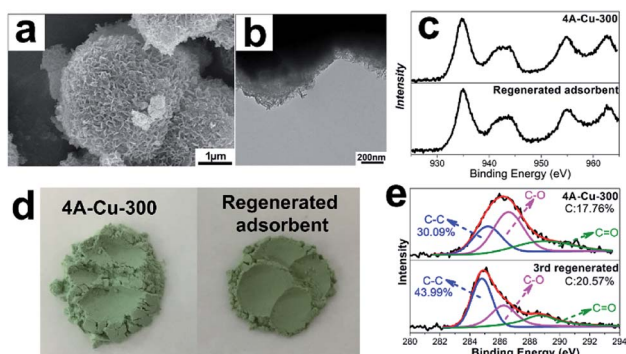 a
1μm
b
200nm
c
4A-Cu-300
Regenerated adsorbent
Intensity
930 940 950 960
Binding Energy (eV)
d
4A-Cu-300
Regenerated
adsorbent
e
4A-Cu-300
C:17.76%
C-O
C-C
30.09%
C=O
3rd regenerated
C:20.57%
C-C
43.99%
C-O
C=O
Intensity
280 282 284 286 288 290 292 294
Binding Energy (eV)